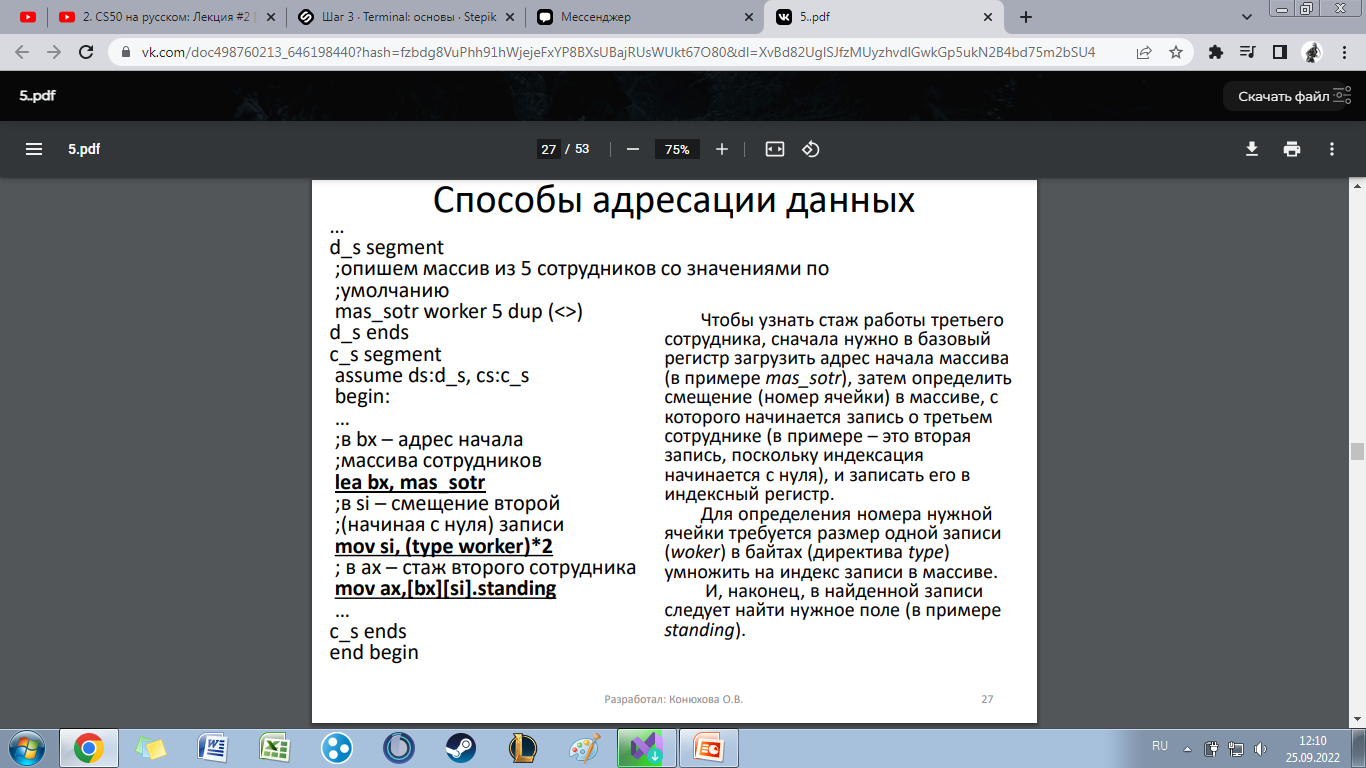 2. CS50 на русском: Лекция #2
Шаг 3 · Terminal: основы · Stepik
Мессенджер
5..pdf
vk.com/doc498760213_646198440?hash=fzbdg8VuPhh91hWjejeFxYP8BXsUBajRUsWUkt67O80&dl=XvBd82UgISJfzMUyzhvdlGwkGp5ukN2B4bd75m2bSU4
5..pdf
Скачать файл
5.pdf
27 / 53
75%
Способы адресации данных
...
d_s segment
;опишем массив из 5 сотрудников со значениями по
;умолчанию
mas_sotr worker 5 dup (<>)
d_s ends
c_s segment
assume ds:d_s, cs:c_s
begin:
...
;в bx – адрес начала
;массива сотрудников
lea bx, mas_sotr
;в si – смещение второй
;(начиная с нуля) записи
mov si, (type worker)*2
; в ax – стаж второго сотрудника
mov ax,[bx][si].standing
...
c_s ends
end begin
Чтобы узнать стаж работы третьего
сотрудника, сначала нужно в базовый
регистр загрузить адрес начала массива
(в примере mas_sotr), затем определить
смещение (номер ячейки) в массиве, с
которого начинается запись о третьем
сотруднике (в примере – это вторая
запись, поскольку индексация
начинается с нуля), и записать его в
индексный регистр.
Для определения номера нужной
ячейки требуется размер одной записи
(woker) в байтах (директива type)
умножить на индекс записи в массиве.
И, наконец, в найденной записи
следует найти нужное поле (в примере
standing).
Разработал: Конюхова О.В.
27
RU
12:10
25.09.2022